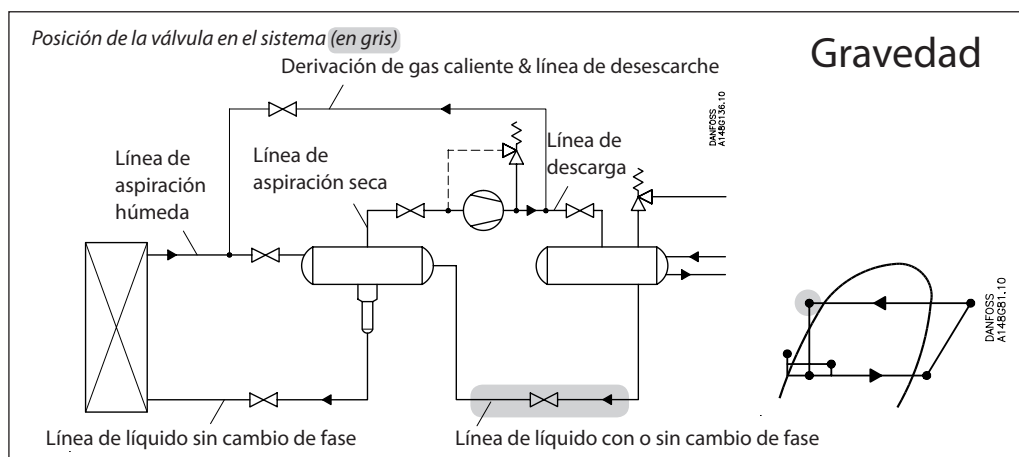 Posición de la válvula en el sistema (en gris)
Gravedad
Derivación de gas caliente & línea de desescarche
DANFOSS
A148G136.10
Línea de
aspiración
húmeda
Línea de
aspiración seca
Línea de
descarga
DANFOSS
A148G81.10
Línea de líquido sin cambio de fase
Línea de líquido con o sin cambio de fase